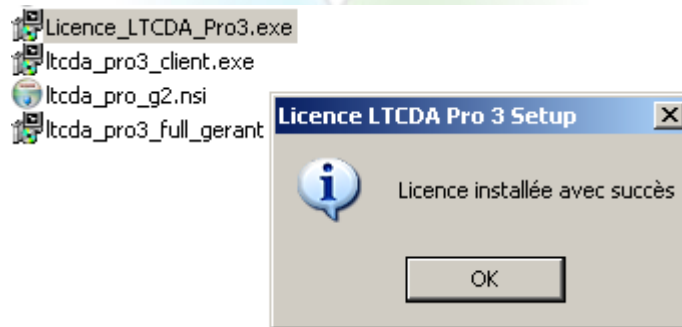 Licence_LTCDA_Pro3.exe
ltcda_pro3_client.exe
ltcda_pro_g2.nsi
ltcda_pro3_full_gerant
Licence LTCDA Pro 3 Setup
Licence installée avec succès
OK